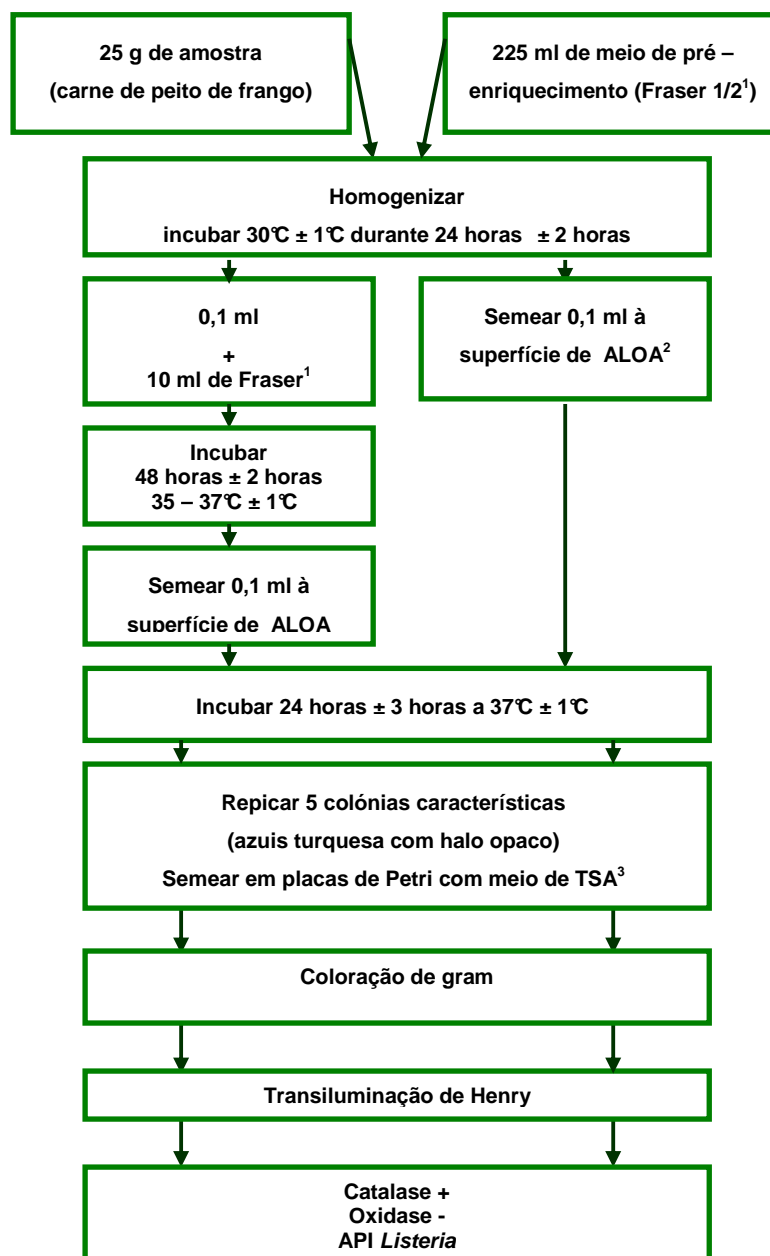 25 g de amostra
(carne de peito de frango)
225 ml de meio de pré –
enriquecimento (Fraser 1/2¹)
Homogenizar
incubar 30°C ± 1°C durante 24 horas ± 2 horas
0,1 ml
+
10 ml de Fraser¹
Semear 0,1 ml à
superfície de ALOA²
Incubar
48 horas ± 2 horas
35 – 37°C ± 1°C
Semear 0,1 ml à
superfície de ALOA
Incubar 24 horas ± 3 horas a 37°C ± 1°C
Repicar 5 colónias características
(azuis turquesa com halo opaco)
Semear em placas de Petri com meio de TSA³
Coloração de gram
Transiluminação de Henry
Catalase +
Oxidase -
API Listeria